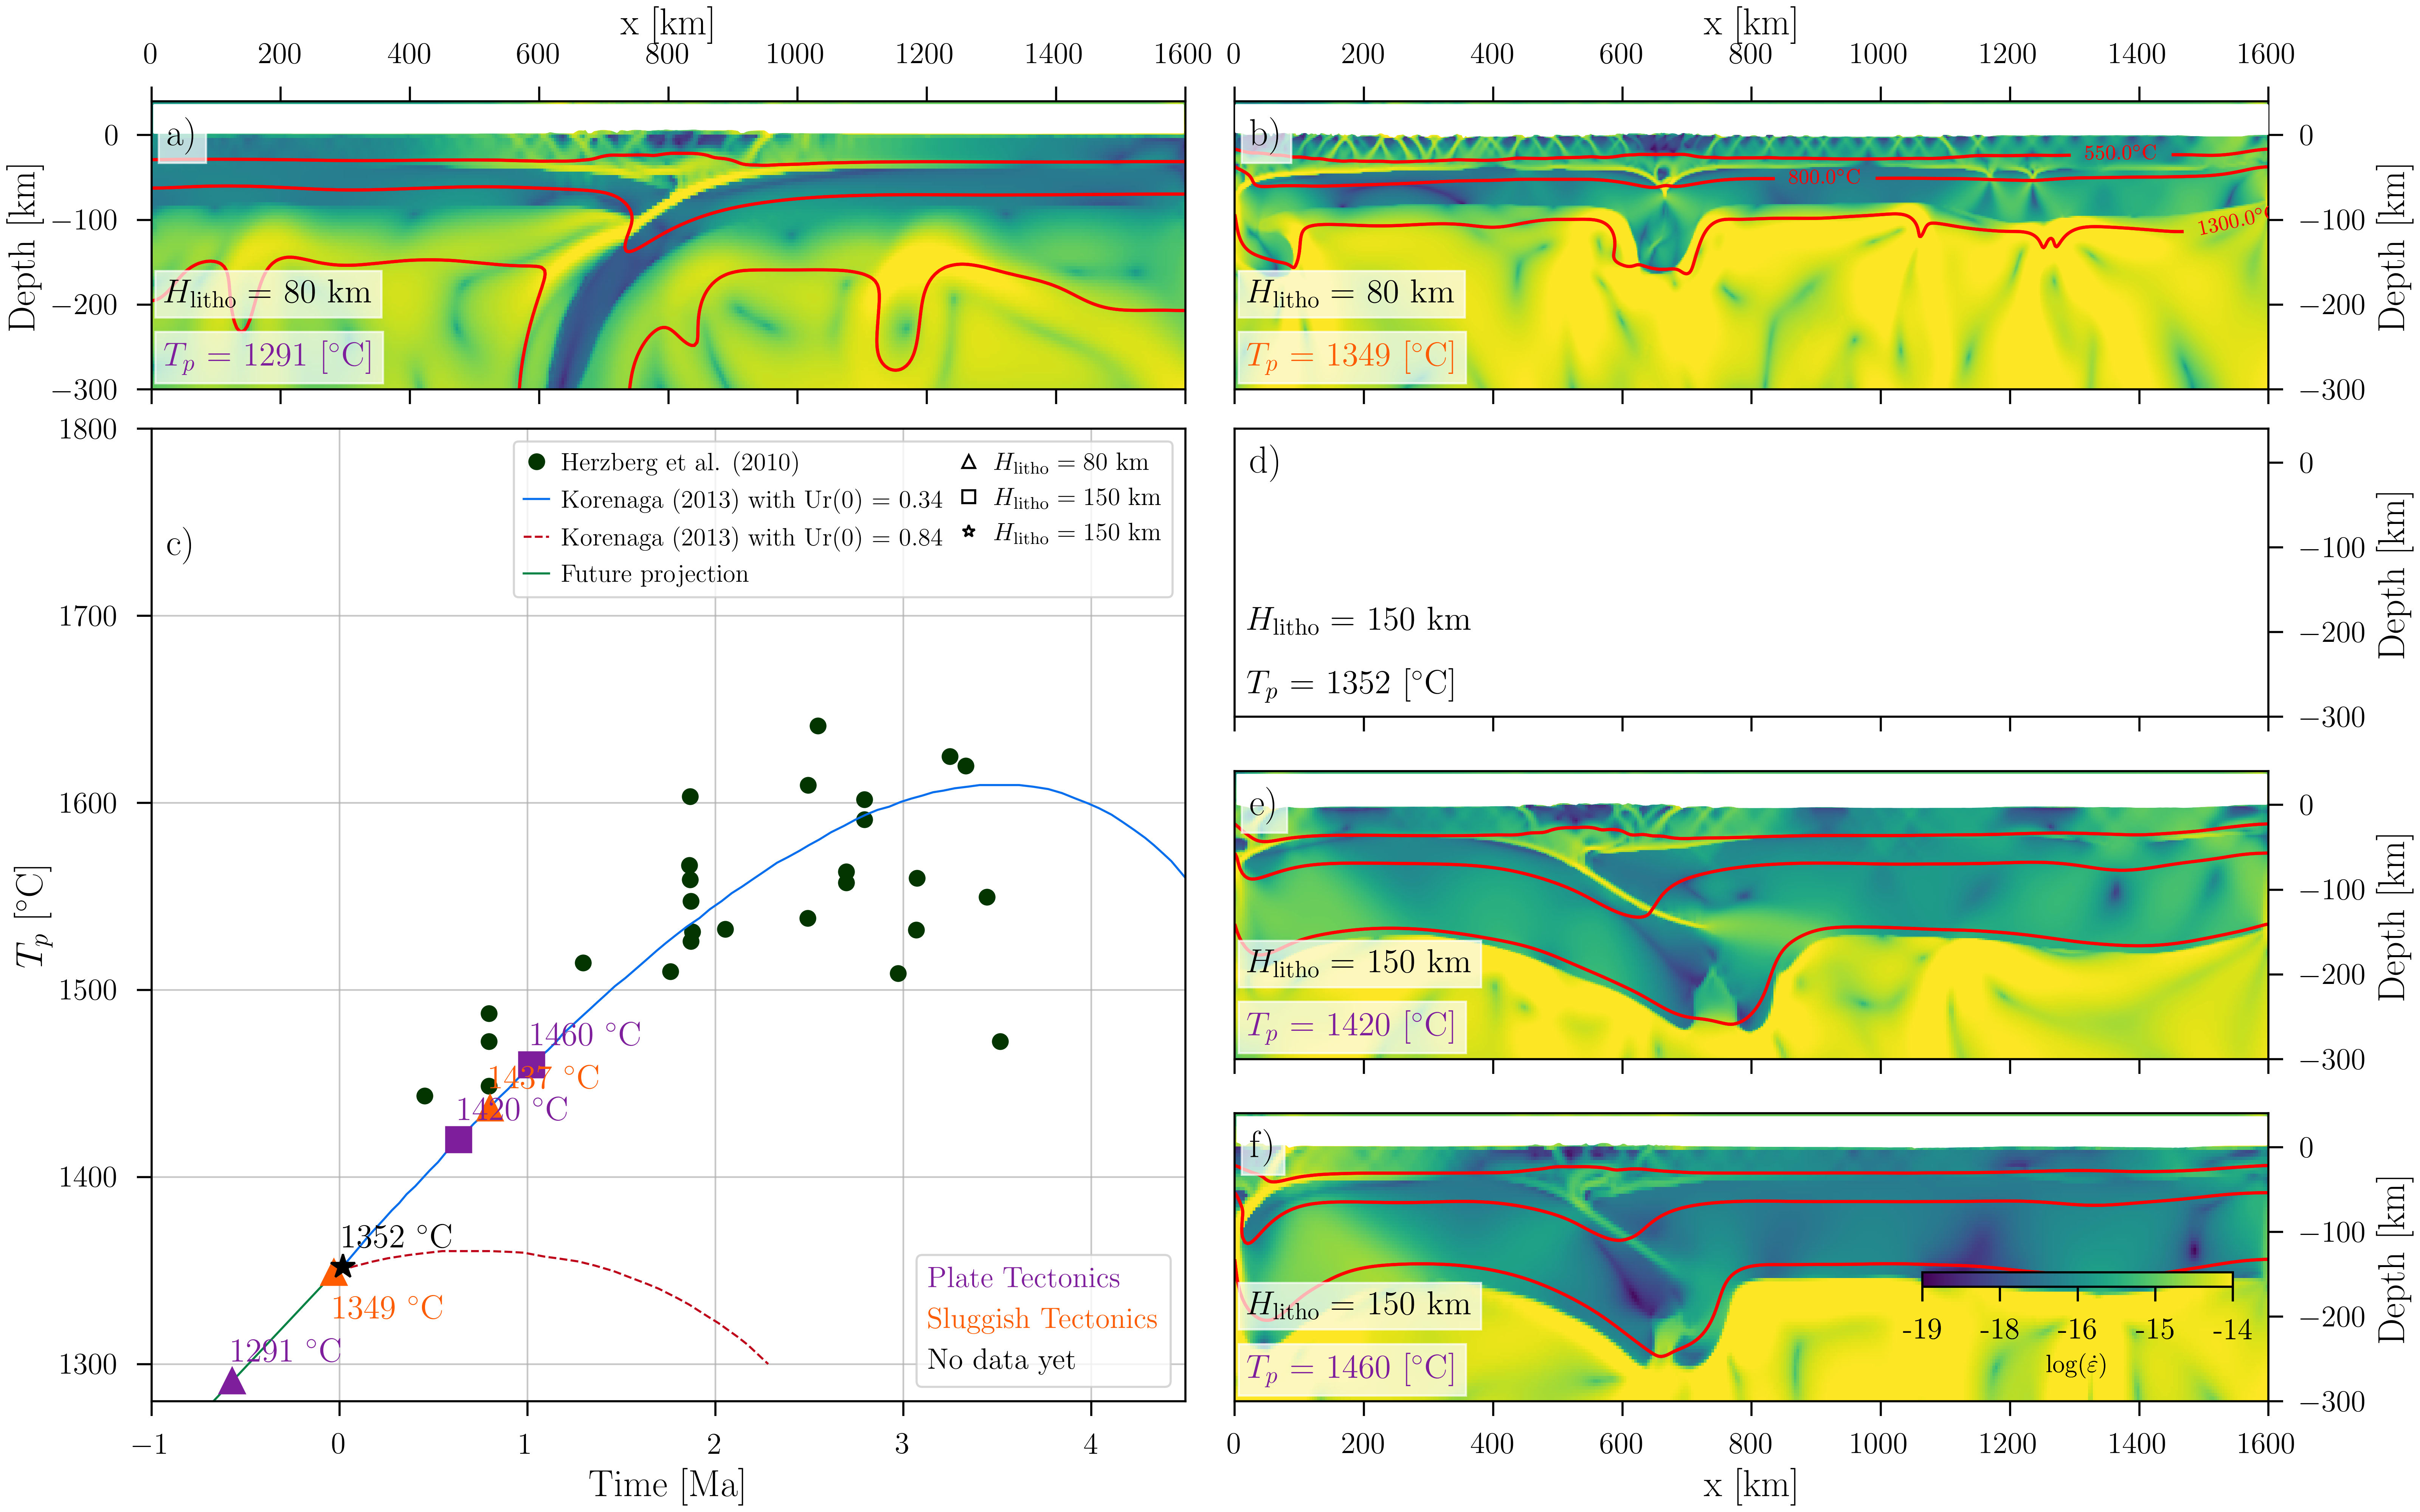 x [km]
0 200 400 600 800 1000 1200 1400 1600
a)
0
−100
−200
−300
Depth [km]
H_litho = 80 km
T_p = 1291 [°C]
x [km]
0 200 400 600 800 1000 1200 1400 1600
b)
550.0°C
800.0°C
1300.0°C
H_litho = 80 km
T_p = 1349 [°C]
0
−100
−200
−300
Depth [km]
c)
Herzberg et al. (2010)
Korenaga (2013) with Ur(0) = 0.34
Korenaga (2013) with Ur(0) = 0.84
Future projection
H_litho = 80 km
H_litho = 150 km
H_litho = 150 km
1800
1700
1600
1500
1400
1300
T_p [°C]
1460 °C
1437 °C
1420 °C
1352 °C
1349 °C
1291 °C
Plate Tectonics
Sluggish Tectonics
No data yet
−1 0 1 2 3 4
Time [Ma]
d)
H_litho = 150 km
T_p = 1352 [°C]
0
−100
−200
−300
Depth [km]
e)
H_litho = 150 km
T_p = 1420 [°C]
0
−100
−200
−300
Depth [km]
f)
H_litho = 150 km
T_p = 1460 [°C]
-19 -18 -16 -15 -14
log(ε̇)
0
−100
−200
−300
Depth [km]
0 200 400 600 800 1000 1200 1400 1600
x [km]